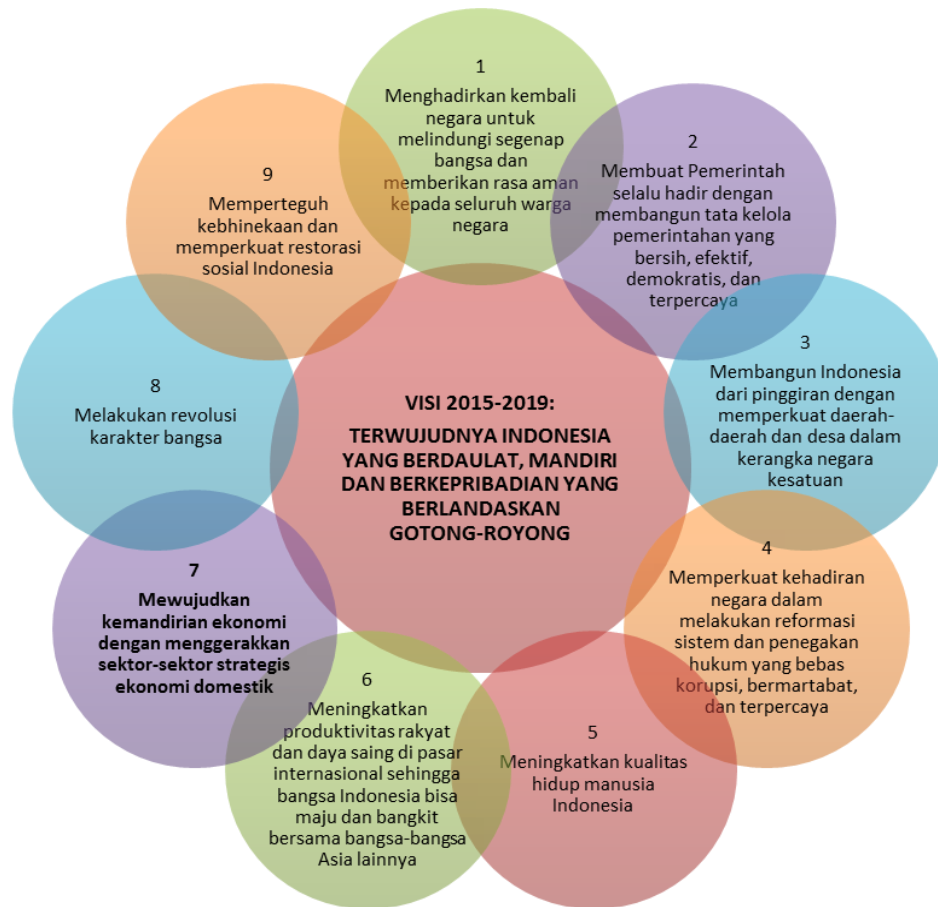 VISI 2015-2019:
TERWUJUDNYA INDONESIA
YANG BERDAULAT, MANDIRI
DAN BERKEPRIBADIAN YANG
BERLANDASKAN
GOTONG-ROYONG
1
Menghadirkan kembali
negara untuk
melindungi segenap
bangsa dan
memberikan rasa aman
kepada seluruh warga
negara
2
Membuat Pemerintah
selalu hadir dengan
membangun tata kelola
pemerintahan yang
bersih, efektif,
demokratis, dan
terpercaya
3
Membangun Indonesia
dari pinggiran dengan
memperkuat daerah-
daerah dan desa dalam
kerangka negara
kesatuan
4
Memperkuat kehadiran
negara dalam
melakukan reformasi
sistem dan penegakan
hukum yang bebas
korupsi, bermartabat,
dan terpercaya
5
Meningkatkan kualitas
hidup manusia
Indonesia
6
Meningkatkan
produktivitas rakyat
dan daya saing di pasar
internasional sehingga
bangsa Indonesia bisa
maju dan bangkit
bersama bangsa-bangsa
Asia lainnya
7
Mewujudkan
kemandirian ekonomi
dengan menggerakkan
sektor-sektor strategis
ekonomi domestik
8
Melakukan revolusi
karakter bangsa
9
Memperteguh
kebhinekaan dan
memperkuat restorasi
sosial Indonesia